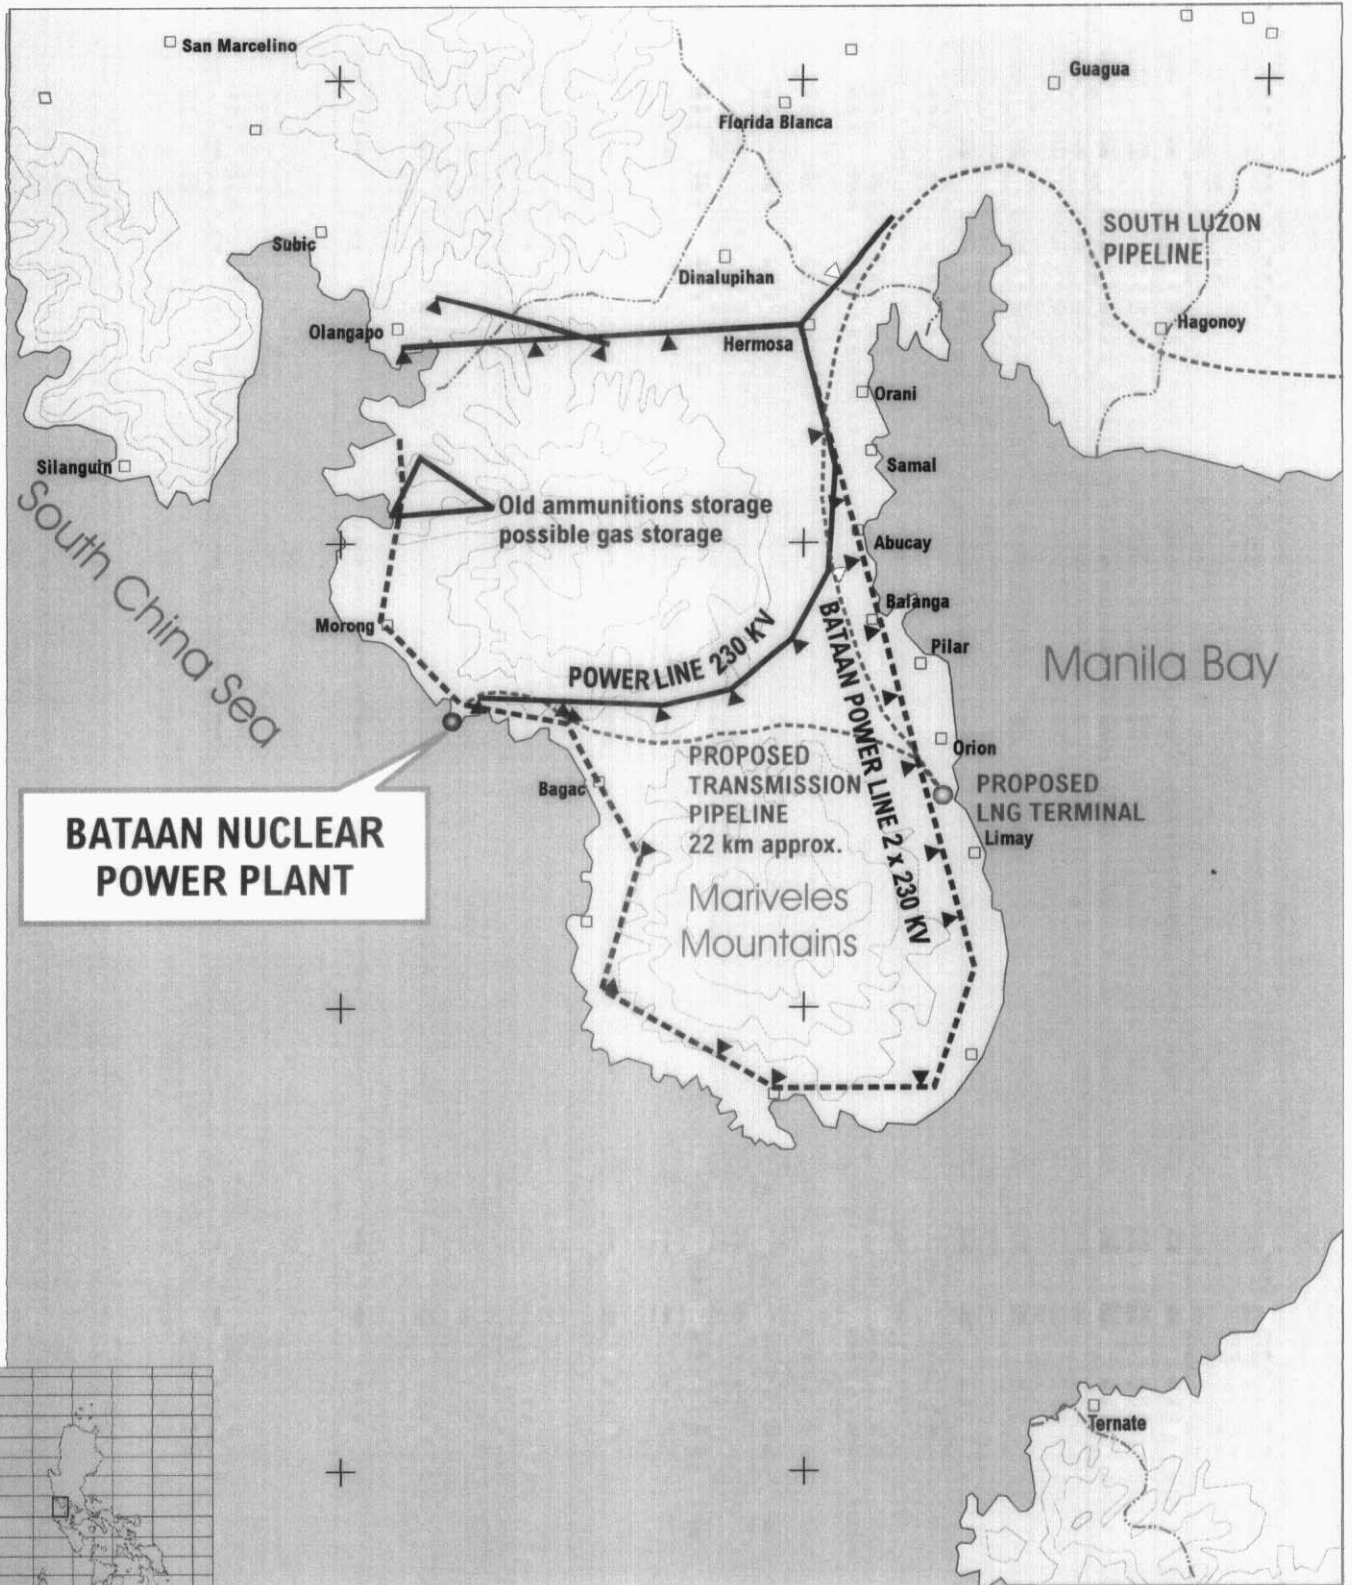 San Marcelino
Guagua
Florida Blanca
SOUTH LUZON
PIPELINE
Subic
Dinalupihan
Olangapo
Hermosa
Hagonoy
Orani
Silanguin
Samal
Old ammunitions storage
possible gas storage
South China Sea
Abucay
Balanga
Morong
Pilar
POWER LINE 230 KV
BATAAN POWER LINE 2 x 230 KV
Manila Bay
Orion
PROPOSED
TRANSMISSION
PIPELINE
22 km approx.
Bagac
PROPOSED
LNG TERMINAL
Limay
BATAAN NUCLEAR
POWER PLANT
Mariveles
Mountains
Ternate